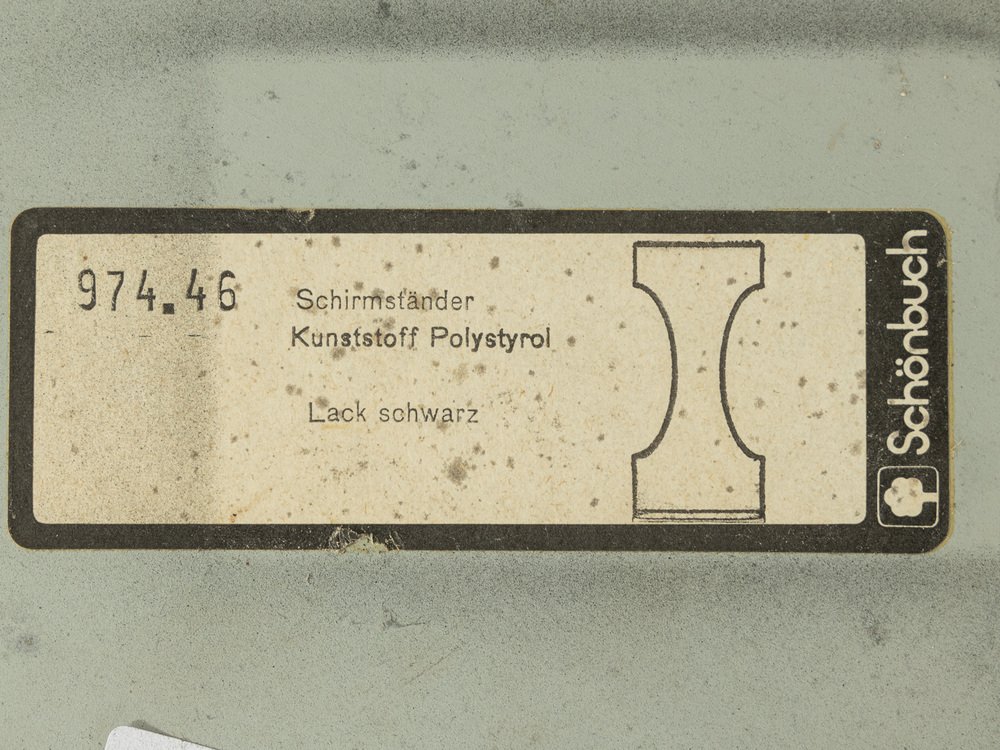 974.46
Schirmständer
Kunststoff Polystyrol
Lack schwarz
Schönbuch